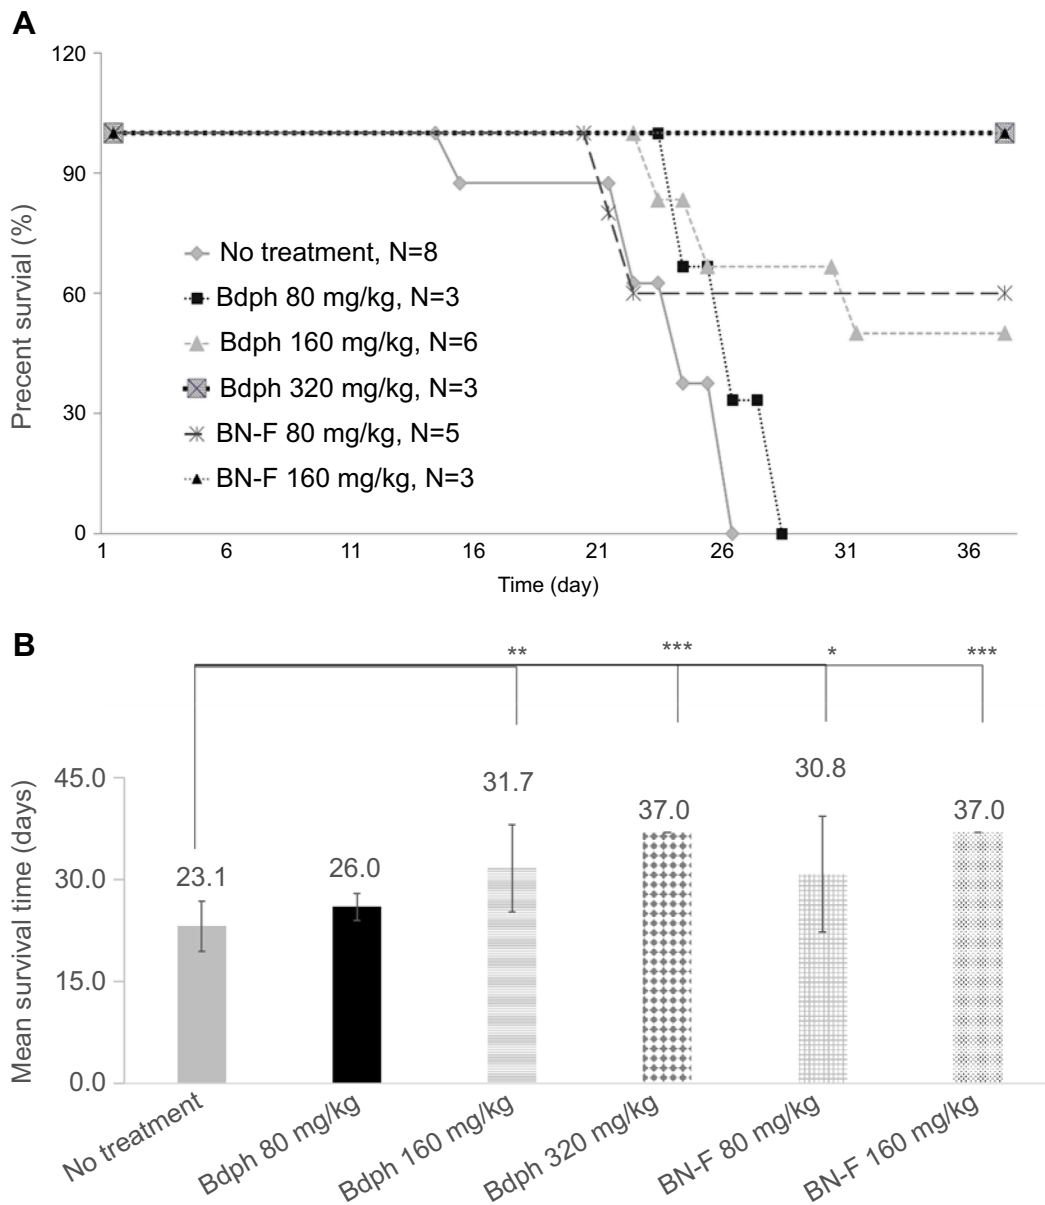 A
120
90
60
30
0
Precent survial (%)
No treatment, N=8
Bdph 80 mg/kg, N=3
Bdph 160 mg/kg, N=6
Bdph 320 mg/kg, N=3
BN-F 80 mg/kg, N=5
BN-F 160 mg/kg, N=3
1 6 11 16 21 26 31 36
Time (day)
B
** *** * ***
45.0
30.0
15.0
0.0
Mean survival time (days)
23.1 26.0 31.7 37.0 30.8 37.0
No treatment
Bdph 80 mg/kg
Bdph 160 mg/kg
Bdph 320 mg/kg
BN-F 80 mg/kg
BN-F 160 mg/kg